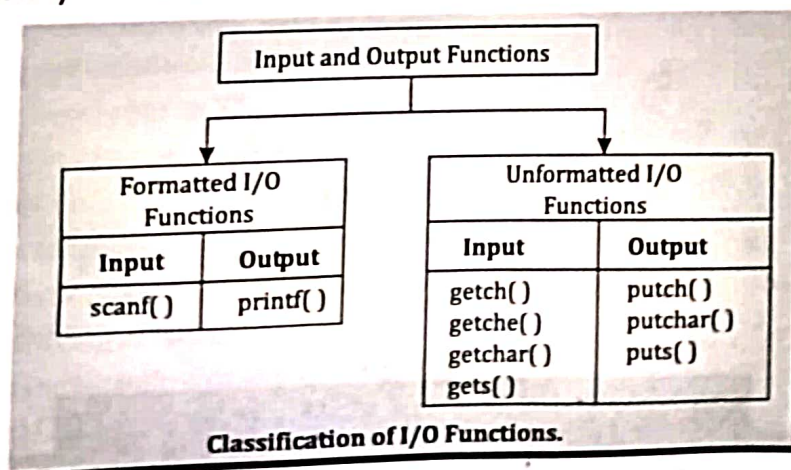 Input and Output Functions
Formatted I/O
Functions
Input Output
scanf( ) printf( )
Unformatted I/O
Functions
Input Output
getch( ) putch( )
getche( ) putchar( )
getchar( ) puts( )
gets( )
Classification of I/O Functions.